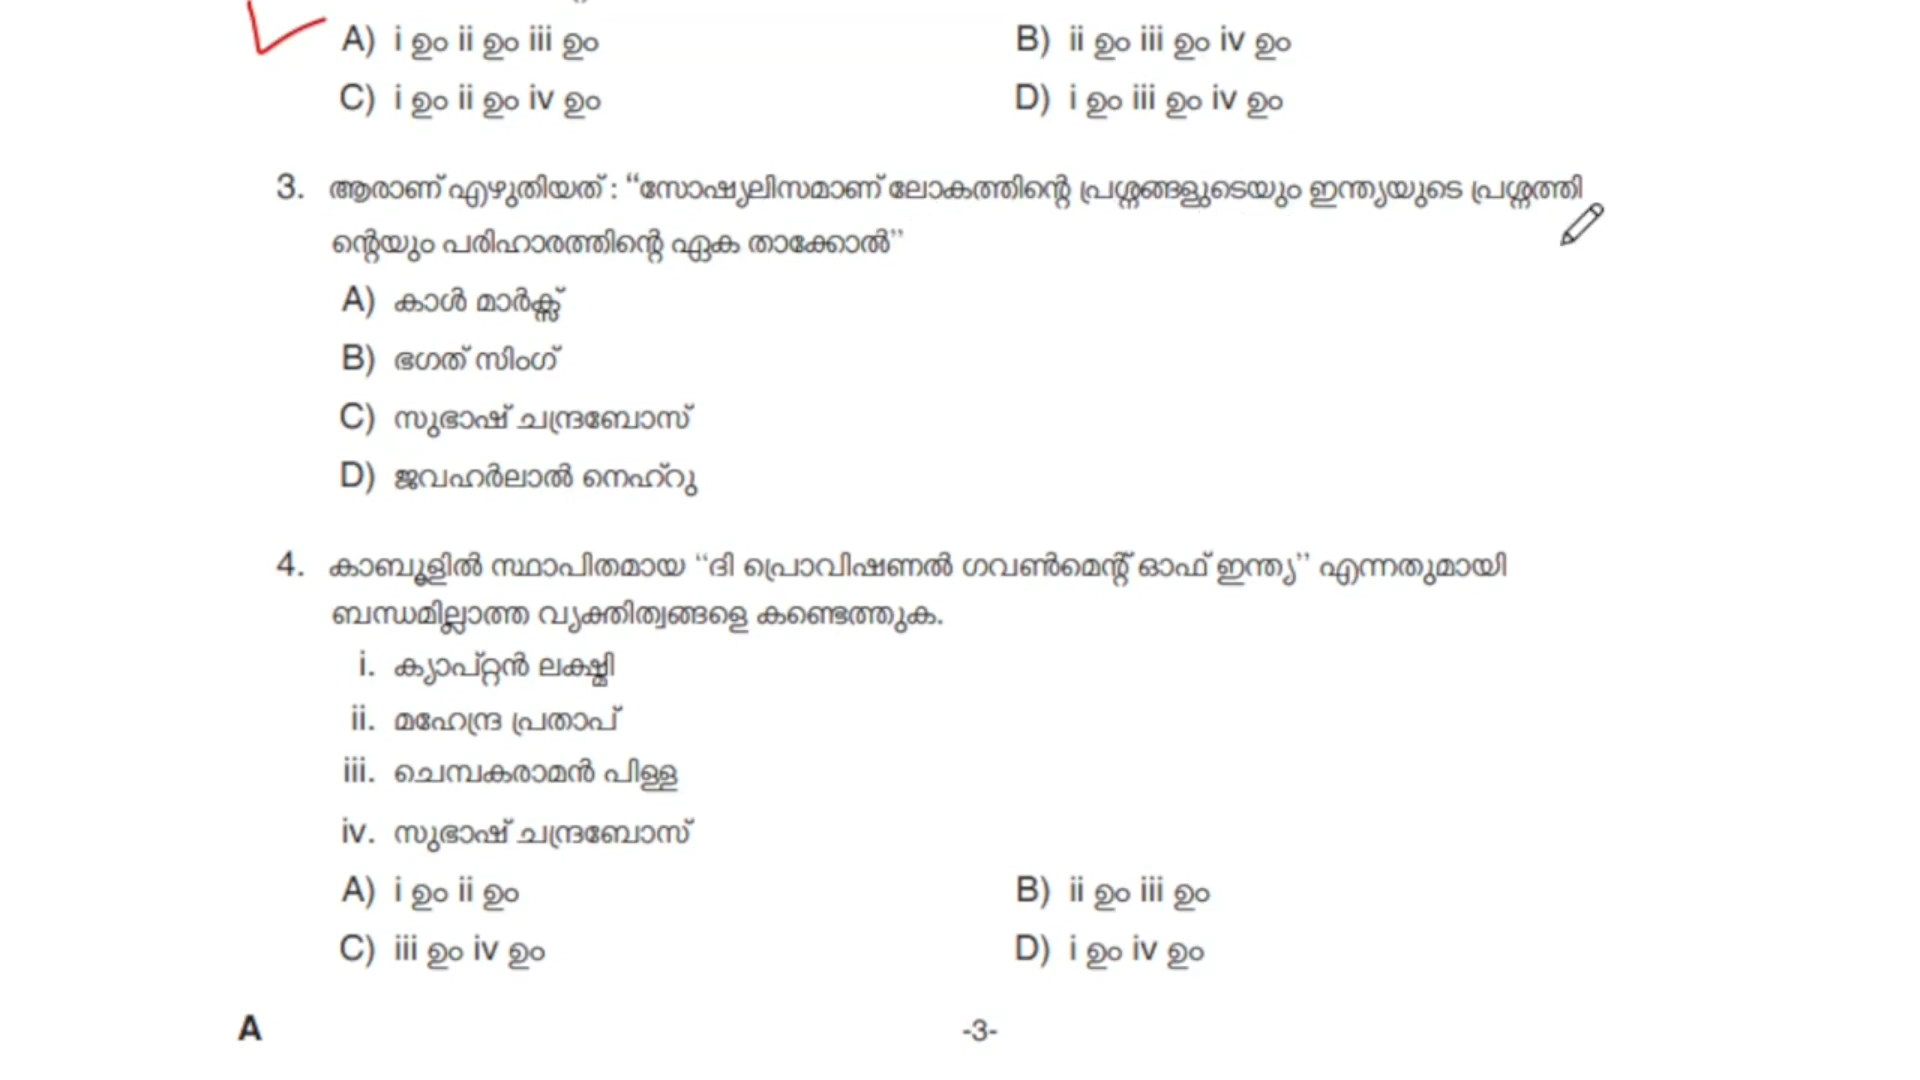 A) i ഉം ii ഉം iii ഉം B) ii ഉം iii ഉം iv ഉം
C) i ഉം ii ഉം iv ഉം D) i ഉം iii ഉം iv ഉം
3. ആരാണ് എഴുതിയത് : “സോഷ്യലിസമാണ് ലോകത്തിന്റെ പ്രശ്നങ്ങളുടെയും ഇന്ത്യയുടെ പ്രശ്നത്തി
ന്റെയും പരിഹാരത്തിന്റെ ഏക താക്കോൽ”
A) കാൾ മാർക്സ്
B) ഭഗത് സിംഗ്
C) സുഭാഷ് ചന്ദ്രബോസ്
D) ജവഹർലാൽ നെഹ്റു
4. കാബൂളിൽ സ്ഥാപിതമായ “ദി പ്രൊവിഷണൽ ഗവൺമെന്റ് ഓഫ് ഇന്ത്യ” എന്നതുമായി
ബന്ധമില്ലാത്ത വ്യക്തിത്വങ്ങളെ കണ്ടെത്തുക.
i. ക്യാപ്റ്റൻ ലക്ഷ്മി
ii. മഹേന്ദ്ര പ്രതാപ്
iii. ചെമ്പകരാമൻ പിള്ള
iv. സുഭാഷ് ചന്ദ്രബോസ്
A) i ഉം ii ഉം B) ii ഉം iii ഉം
C) iii ഉം iv ഉം D) i ഉം iv ഉം
A -3-